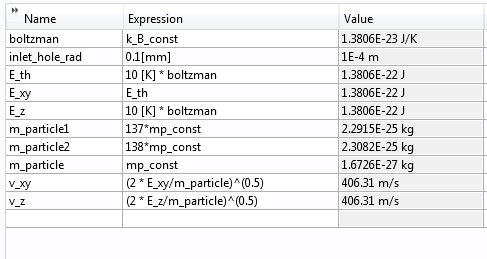 Name Expression Value
boltzman k_B_const 1.3806E-23 J/K
inlet_hole_rad 0.1[mm] 1E-4 m
E_th 10 [K] * boltzman 1.3806E-22 J
E_xy E_th 1.3806E-22 J
E_z 10 [K] * boltzman 1.3806E-22 J
m_particle1 137*mp_const 2.2915E-25 kg
m_particle2 138*mp_const 2.3082E-25 kg
m_particle mp_const 1.6726E-27 kg
v_xy (2 * E_xy/m_particle)^(0.5) 406.31 m/s
v_z (2 * E_z/m_particle)^(0.5) 406.31 m/s